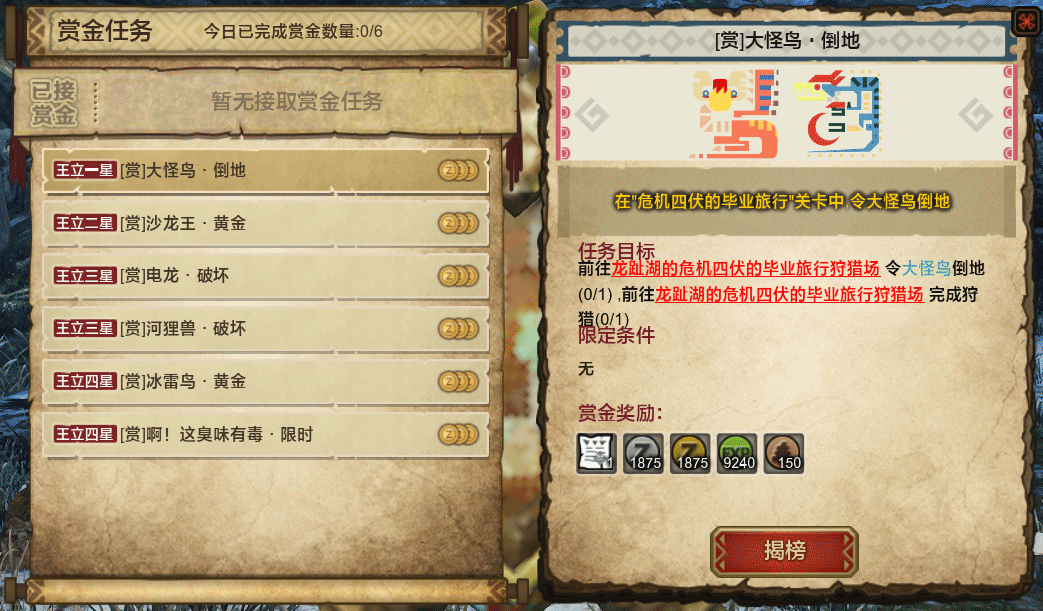 赏金任务
今日已完成赏金数量:0/6
已接
赏金
暂无接取赏金任务
王立一星 [赏]大怪鸟·倒地
王立二星 [赏]沙龙王·黄金
王立三星 [赏]电龙·破坏
王立三星 [赏]河狸兽·破坏
王立四星 [赏]冰雷鸟·黄金
王立四星 [赏]啊！这臭味有毒·限时
[赏]大怪鸟·倒地
在"危机四伏的毕业旅行"关卡中,令大怪鸟倒地
任务目标
前往龙趾湖的危机四伏的毕业旅行狩猎场 令大怪鸟倒地
(0/1) ,前往龙趾湖的危机四伏的毕业旅行狩猎场 完成狩
猎(0/1)
限定条件
无
赏金奖励:
1 1875 1875 EXP 9240 150
揭榜